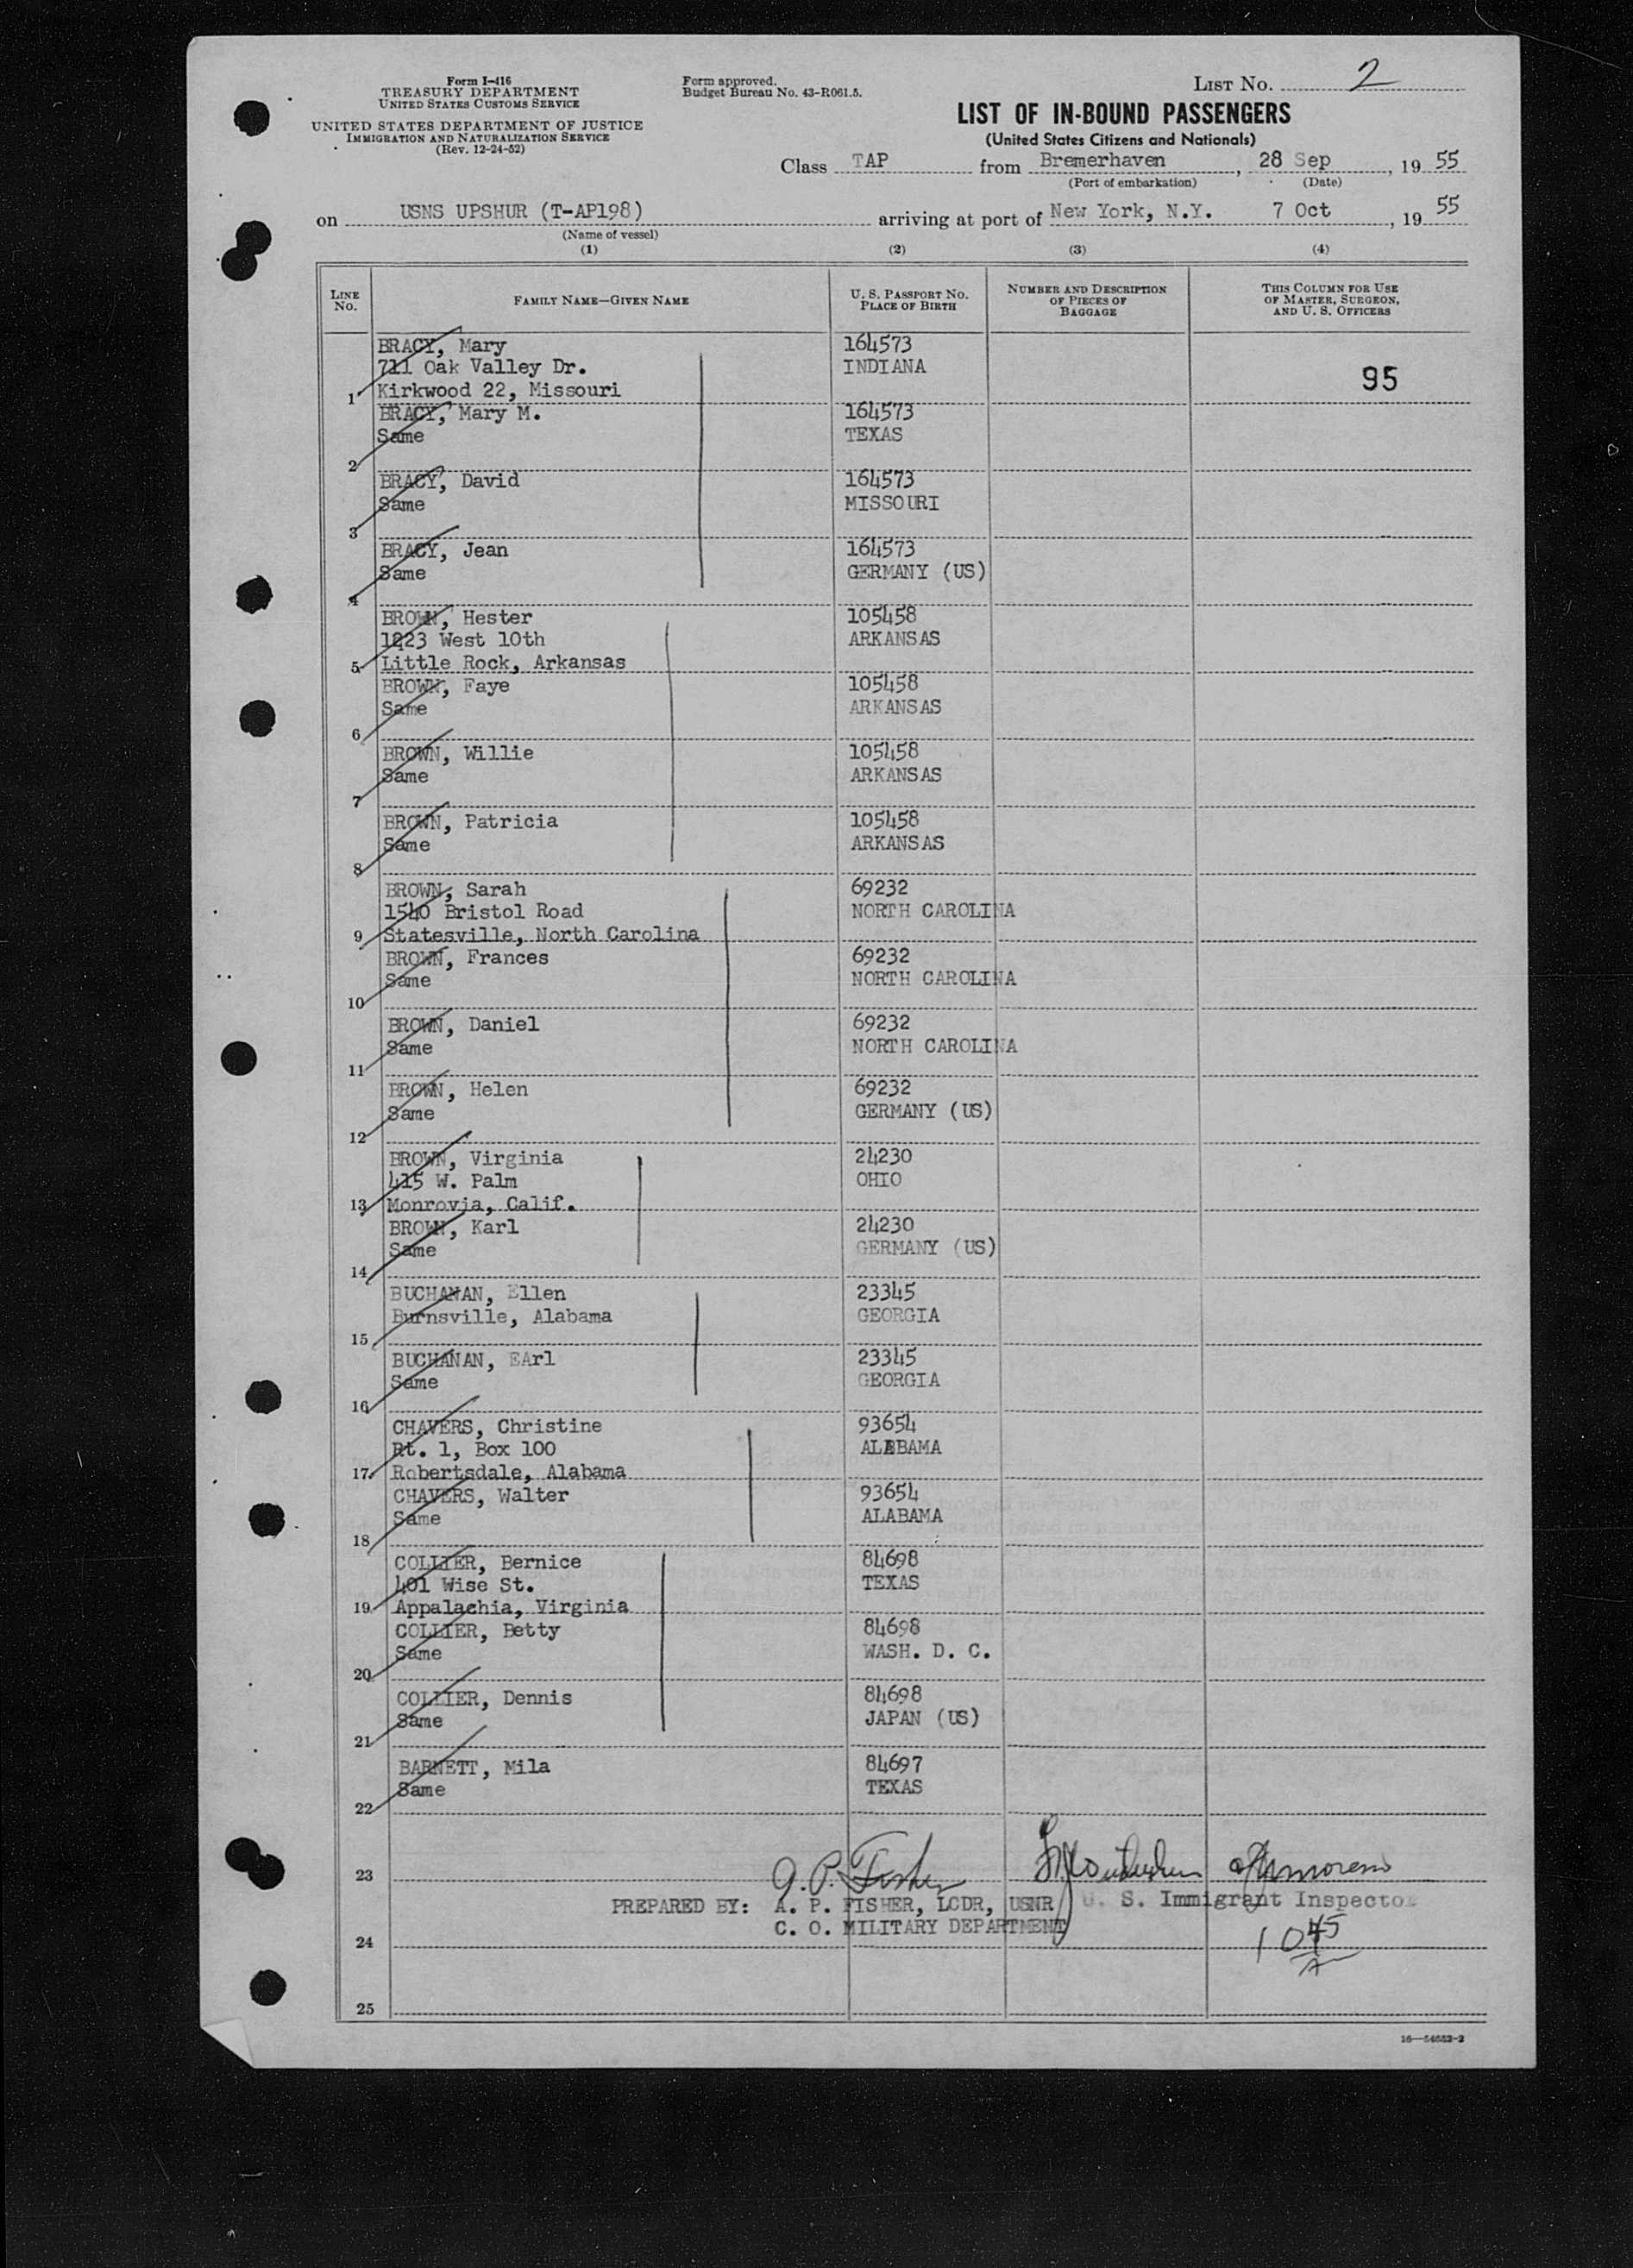 Form I-416
TREASURY DEPARTMENT
UNITED STATES CUSTOMS SERVICE
UNITED STATES DEPARTMENT OF JUSTICE
IMMIGRATION AND NATURALIZATION SERVICE
(Rev. 12-24-52)
Form approved.
Budget Bureau No. 43-R061.5.
LIST NO. 2
LIST OF IN-BOUND PASSENGERS
(United States Citizens and Nationals)
Class TAP from Bremerhaven, 28 Sep, 19 55
(Port of embarkation) (Date)
on USNS UPSHUR (T-AP198) arriving at port of New York, N.Y. 7 Oct, 19 55
(Name of vessel)
(1) (2) (3) (4)
LINE NO. FAMILY NAME—GIVEN NAME U. S. PASSPORT NO. PLACE OF BIRTH NUMBER AND DESCRIPTION OF PIECES OF BAGGAGE THIS COLUMN FOR USE OF MASTER, SURGEON, AND U. S. OFFICERS
BRACY, Mary 164573
711 Oak Valley Dr. INDIANA 95
1 Kirkwood 22, Missouri
BRACY, Mary M. 164573
Same TEXAS
2
BRACY, David 164573
Same MISSOURI
3
BRACY, Jean 164573
Same GERMANY (US)
4
BROWN, Hester 105458
1223 West 10th ARKANSAS
5 Little Rock, Arkansas
BROWN, Faye 105458
Same ARKANSAS
6
BROWN, Willie 105458
Same ARKANSAS
7
BROWN, Patricia 105458
Same ARKANSAS
8
BROWN, Sarah 69232
1540 Bristol Road NORTH CAROLINA
9 Statesville, North Carolina
BROWN, Frances 69232
Same NORTH CAROLINA
10
BROWN, Daniel 69232
Same NORTH CAROLINA
11
BROWN, Helen 69232
Same GERMANY (US)
12
BROWN, Virginia 24230
415 W. Palm OHIO
13 Monrovia, Calif.
BROWN, Karl 24230
Same GERMANY (US)
14
BUCHANAN, Ellen 23345
Burnsville, Alabama GEORGIA
15
BUCHANAN, EArl 23345
Same GEORGIA
16
CHAVERS, Christine 93654
Rt. 1, Box 100 ALABAMA
17 Robertsdale, Alabama
CHAVERS, Walter 93654
Same ALABAMA
18
COLLIER, Bernice 84698
401 Wise St. TEXAS
19 Appalachia, Virginia
COLLIER, Betty 84698
Same WASH. D. C.
20
COLLIER, Dennis 84698
Same JAPAN (US)
21
BARNETT, Mila 84697
Same TEXAS
22
23 A. P. Fisher
PREPARED BY: A. P. FISHER, LCDR, USNR U. S. Immigrant Inspector
C. O. MILITARY DEPARTMENT
24 1045
A
25
16—54652-2